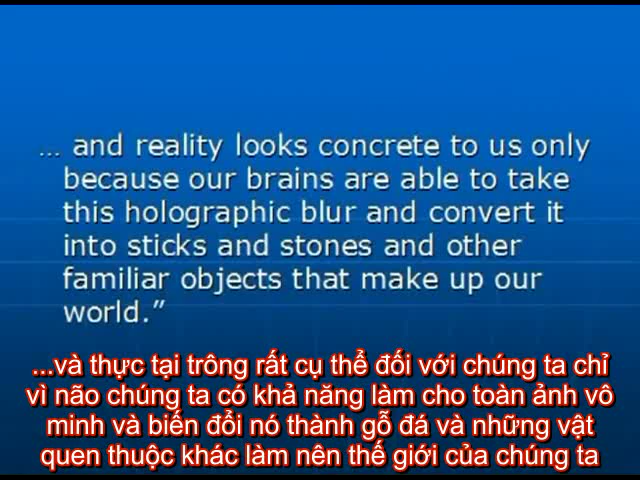 ... and reality looks concrete to us only
because our brains are able to take
this holographic blur and convert it
into sticks and stones and other
familiar objects that make up our
world.”
...và thực tại trông rất cụ thể đối với chúng ta chỉ
vì não chúng ta có khả năng làm cho toàn ảnh vô
minh và biến đổi nó thành gỗ đá và những vật
quen thuộc khác làm nên thế giới của chúng ta